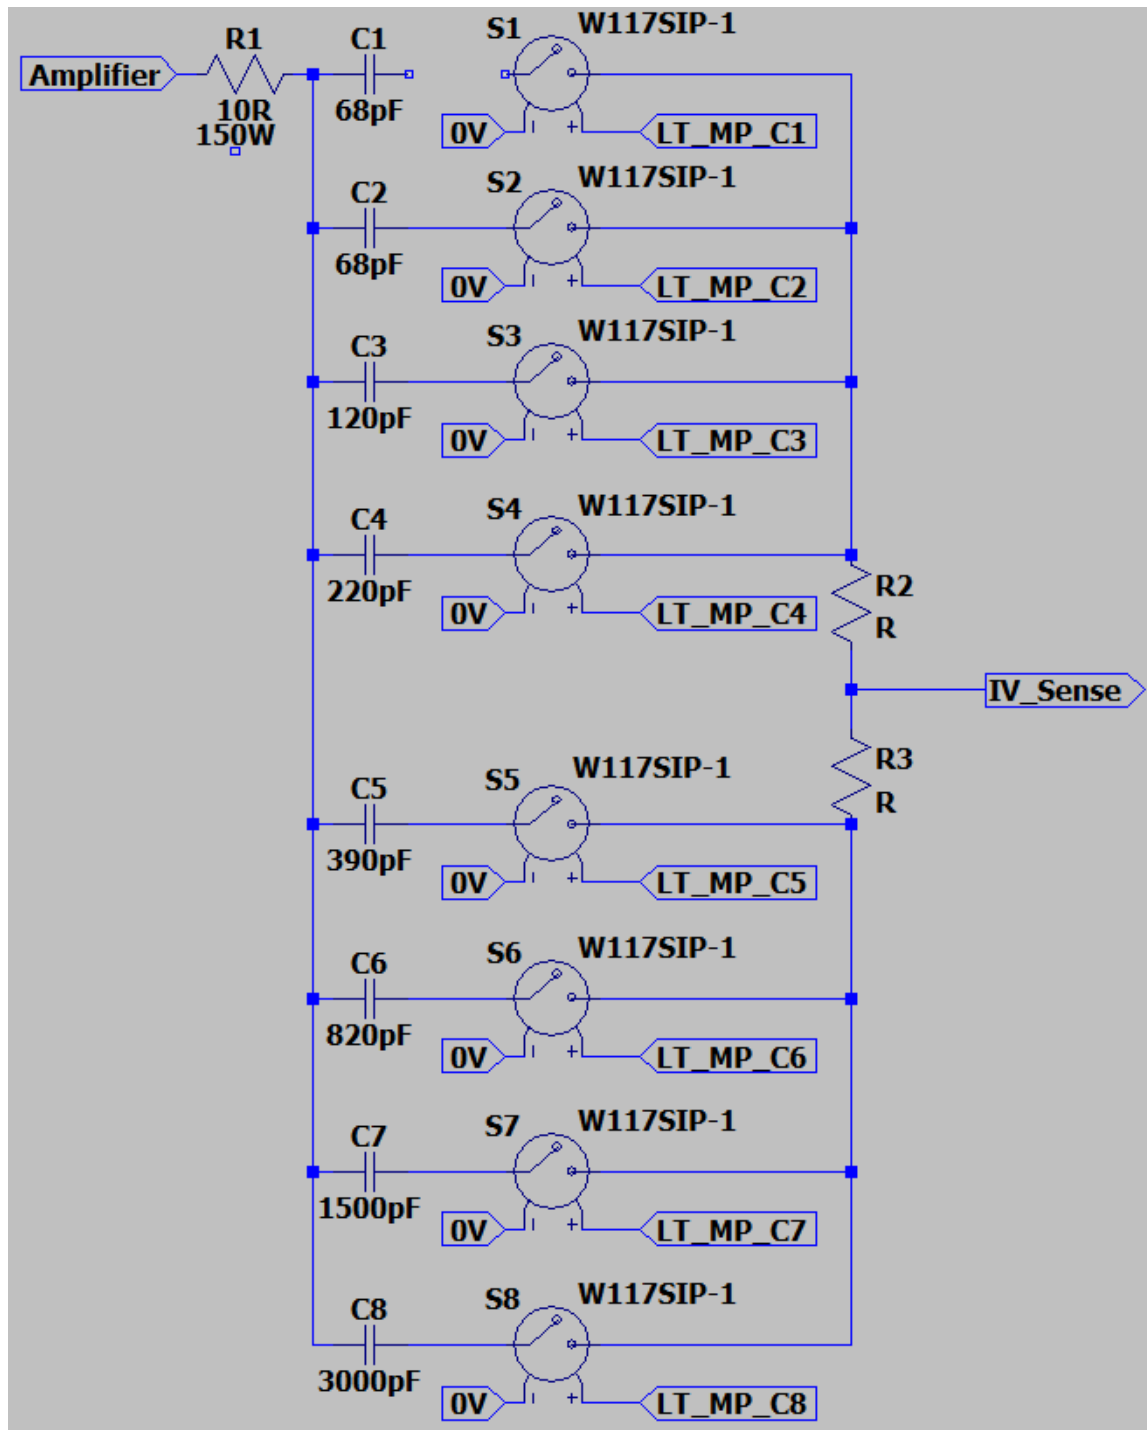 R1
C1
S1
W117SIP-1
Amplifier
10R
150W
68pF
0V
LT_MP_C1
C2
S2
W117SIP-1
68pF
0V
LT_MP_C2
C3
S3
W117SIP-1
120pF
0V
LT_MP_C3
C4
S4
W117SIP-1
220pF
0V
LT_MP_C4
R2
R
IV_Sense
R3
R
C5
S5
W117SIP-1
390pF
0V
LT_MP_C5
C6
S6
W117SIP-1
820pF
0V
LT_MP_C6
C7
S7
W117SIP-1
1500pF
0V
LT_MP_C7
C8
S8
W117SIP-1
3000pF
0V
LT_MP_C8